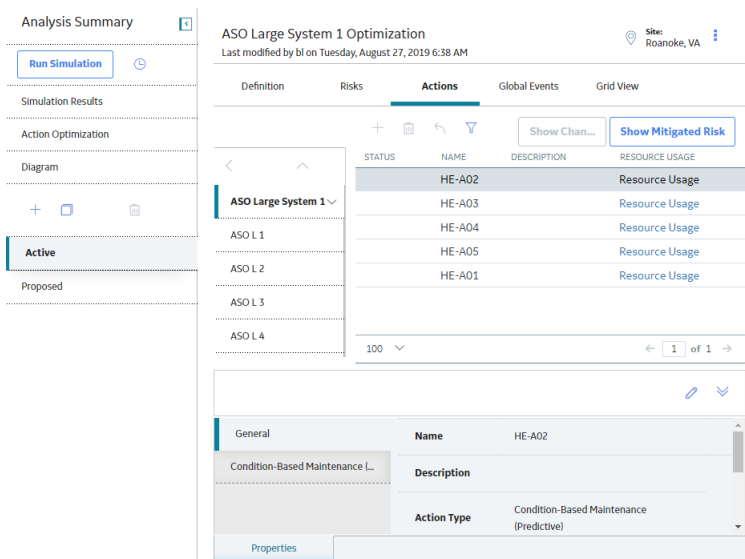 Analysis Summary
Run Simulation
Simulation Results
Action Optimization
Diagram
Active
Proposed
ASO Large System 1 Optimization
Last modified by bl on Tuesday, August 27, 2019 6:38 AM
Site:
Roanoke, VA
Definition Risks Actions Global Events Grid View
Show Chan... Show Mitigated Risk
ASO Large System 1
ASO L 1
ASO L 2
ASO L 3
ASO L 4
STATUS NAME DESCRIPTION RESOURCE USAGE
HE-A02 Resource Usage
HE-A03 Resource Usage
HE-A04 Resource Usage
HE-A05 Resource Usage
HE-A01 Resource Usage
100 1 of 1
General
Condition-Based Maintenance (...
Name HE-A02
Description
Action Type Condition-Based Maintenance
(Predictive)
Properties